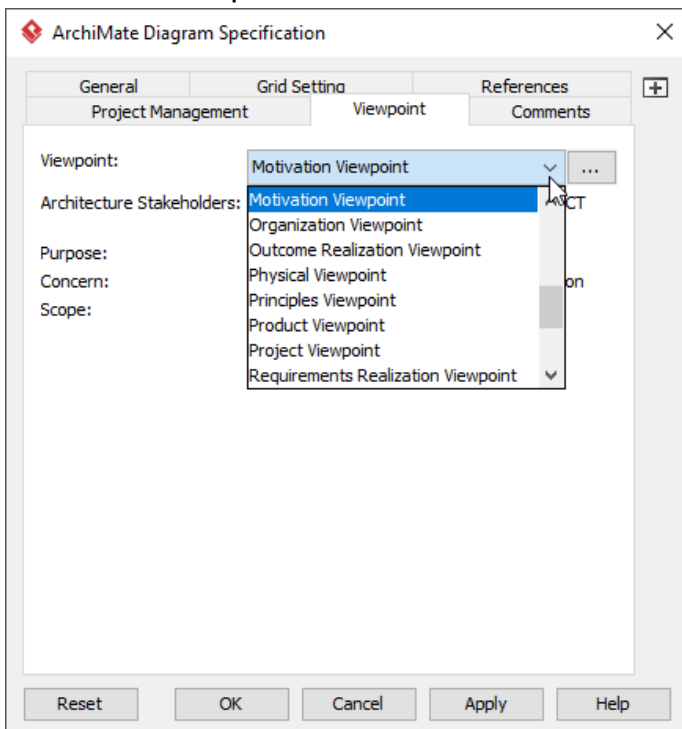 ArchiMate Diagram Specification
General Grid Setting References
Project Management Viewpoint Comments
Viewpoint: Motivation Viewpoint ...
Architecture Stakeholders: Motivation Viewpoint CT
Organization Viewpoint
Purpose: Outcome Realization Viewpoint
Concern: Physical Viewpoint on
Scope: Principles Viewpoint
Product Viewpoint
Project Viewpoint
Requirements Realization Viewpoint
Reset OK Cancel Apply Help